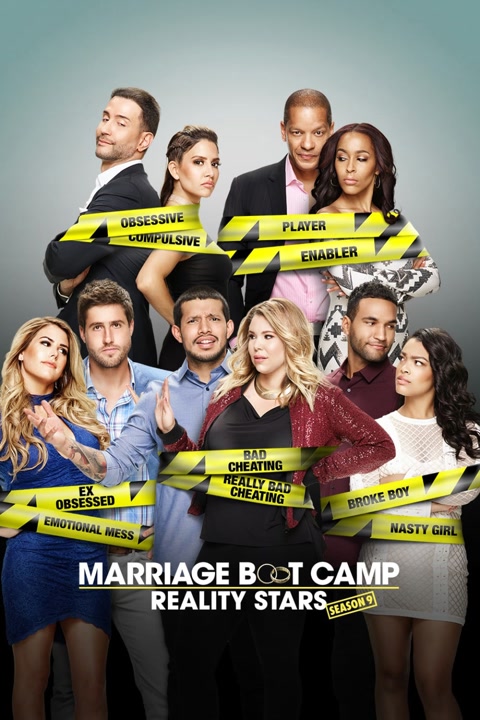 OBSESSIVE
COMPULSIVE
PLAYER
ENABLER
BAD
CHEATING
REALLY BAD
CHEATING
EX
OBSESSED
EMOTIONAL MESS
BROKE BOY
NASTY GIRL
MARRIAGE BOOT CAMP
REALITY STARS
SEASON 9